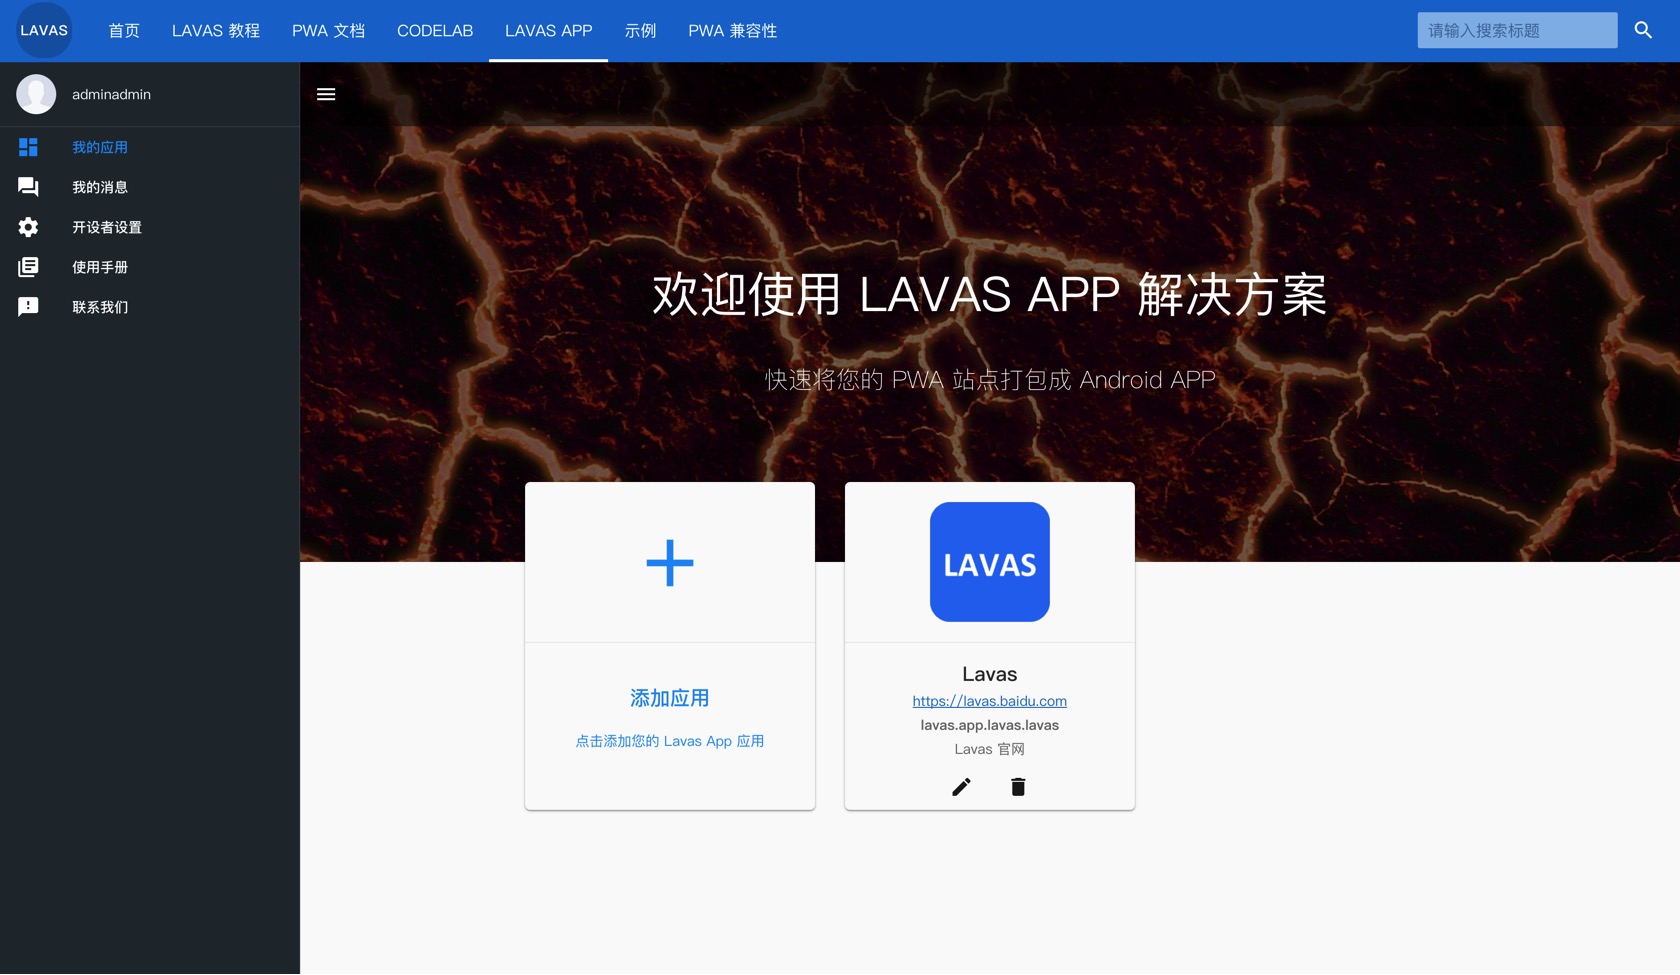 LAVAS
首页
LAVAS 教程
PWA 文档
CODELAB
LAVAS APP
示例
PWA 兼容性
请输入搜索标题
adminadmin
我的应用
我的消息
开设者设置
使用手册
联系我们
欢迎使用 LAVAS APP 解决方案
快速将您的 PWA 站点打包成 Android APP
添加应用
点击添加您的 Lavas App 应用
LAVAS
Lavas
https://lavas.baidu.com
lavas.app.lavas.lavas
Lavas 官网